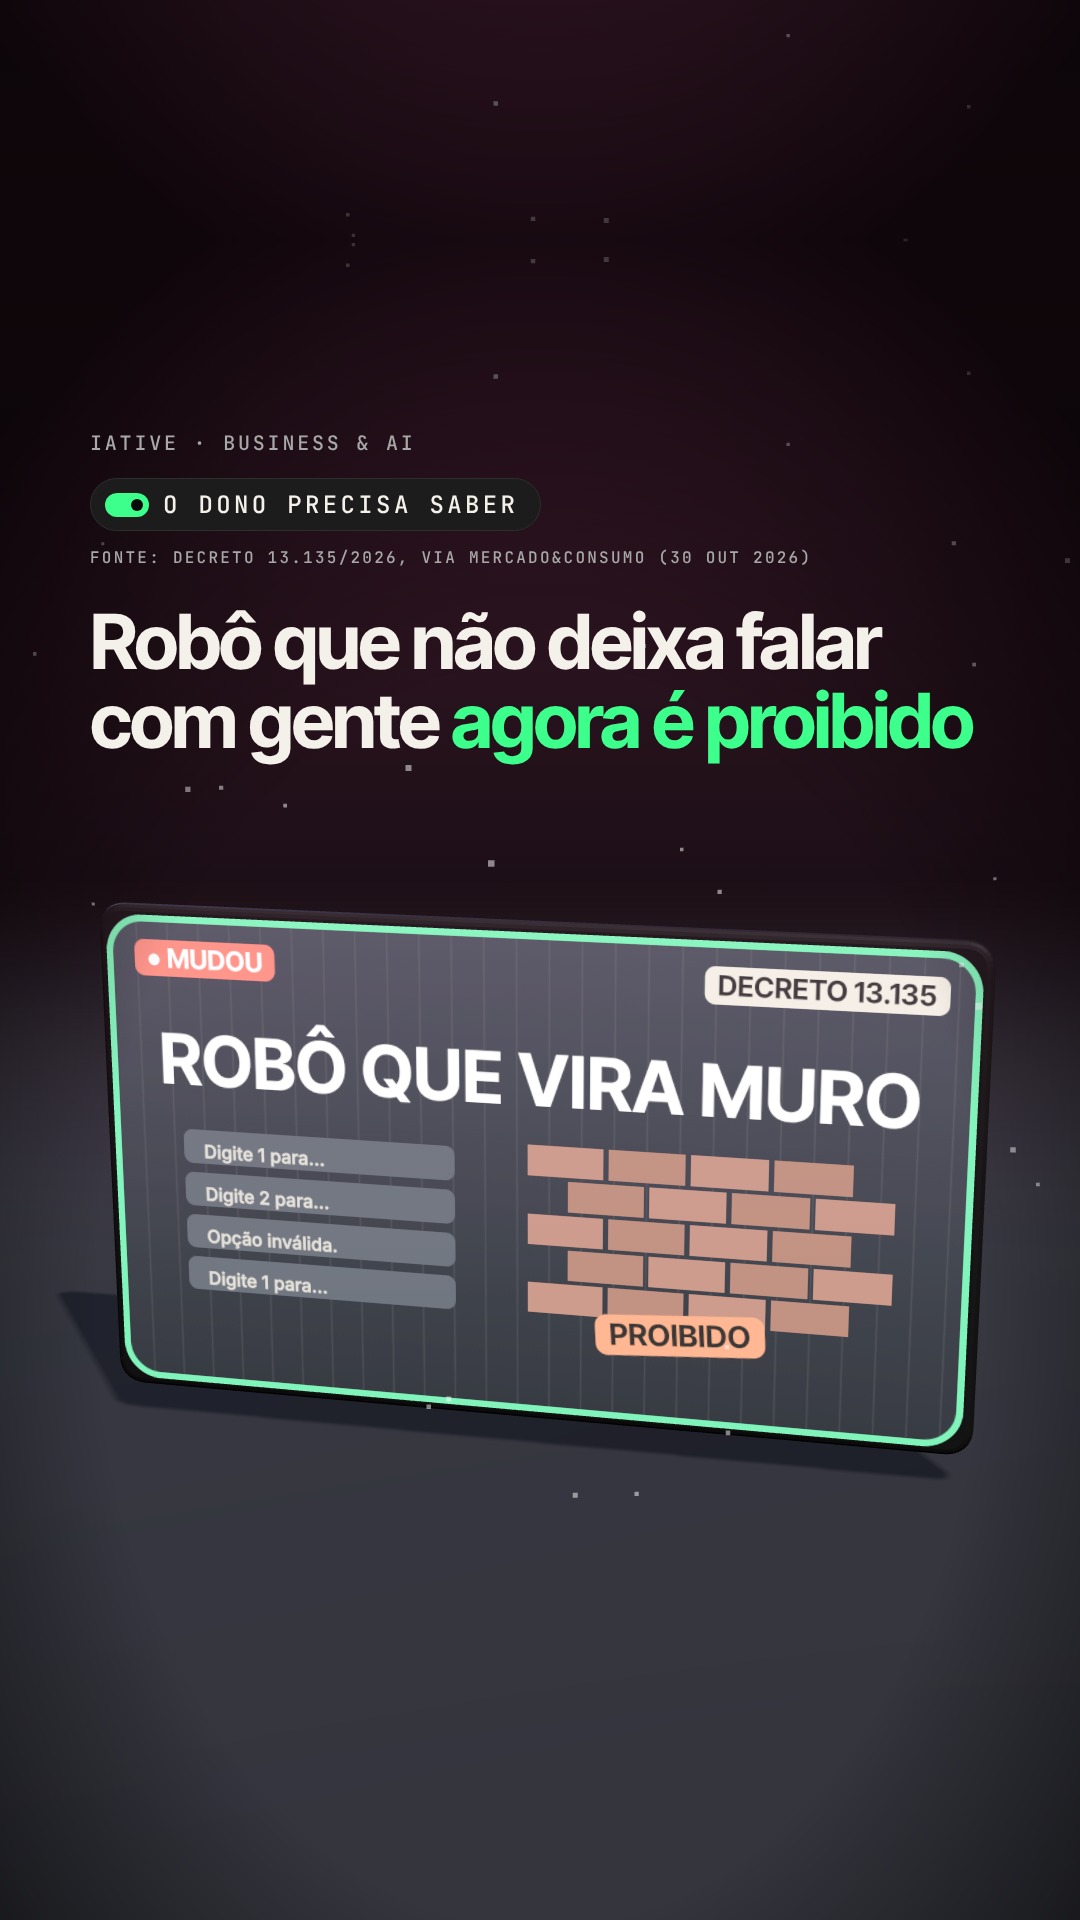 IATIVE · BUSINESS & AI
O DONO PRECISA SABER
FONTE: DECRETO 13.135/2026, VIA MERCADO&CONSUMO (30 OUT 2026)
Robô que não deixa falar
com gente agora é proibido
MUDOU
DECRETO 13.135
ROBÔ QUE VIRA MURO
Digite 1 para...
Digite 2 para...
Opção inválida.
Digite 1 para...
PROIBIDO